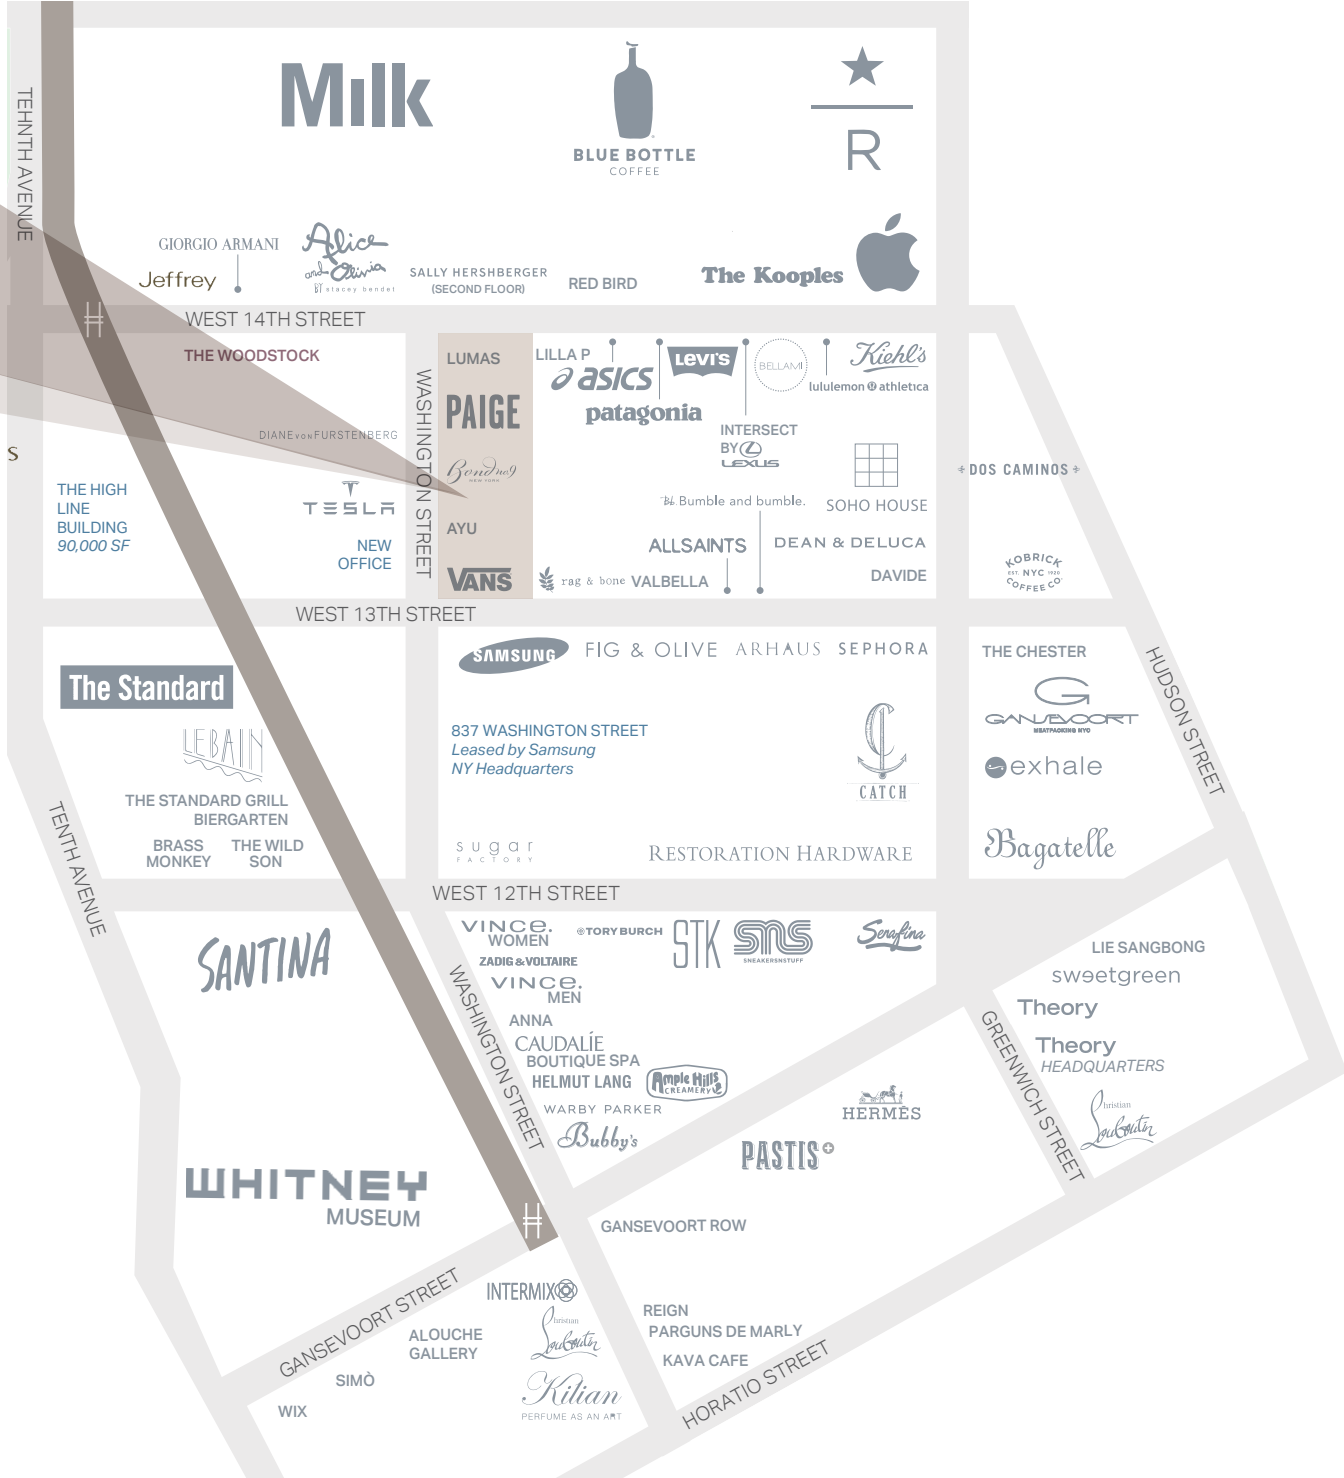 TEHNTH AVENUE
Milk
BLUE BOTTLE
COFFEE
R
GIORGIO ARMANI
Jeffrey
Alice
and Olivia
BY stacey bendet
SALLY HERSHBERGER
(SECOND FLOOR)
RED BIRD
The Kooples
WEST 14TH STREET
THE WOODSTOCK
DIANE VON FURSTENBERG
S
THE HIGH
LINE
BUILDING
90,000 SF
TESLA
NEW
OFFICE
WASHINGTON STREET
LUMAS
PAIGE
Bond no.9
NEW YORK
AYU
VANS
LILLA P
asics
patagonia
LEVI'S
BELLAMI
Kiehl's
lululemon athletica
INTERSECT
BY
LEXUS
Bb Bumble and bumble.
SOHO HOUSE
ALLSAINTS
DEAN & DELUCA
rag & bone
VALBELLA
DAVIDE
DOS CAMINOS
KOBRICK
EST. NYC 1920
COFFEE CO
WEST 13TH STREET
The Standard
LEBAIN
THE STANDARD GRILL
BIERGARTEN
BRASS
MONKEY
THE WILD
SON
SAMSUNG
FIG & OLIVE
ARHAUS
SEPHORA
837 WASHINGTON STREET
Leased by Samsung
NY Headquarters
CATCH
sugar
FACTORY
RESTORATION HARDWARE
THE CHESTER
G
GANSEVOORT
MEATPACKING NYC
exhale
Bagatelle
HUDSON STREET
TENTH AVENUE
WEST 12TH STREET
SANTINA
WHITNEY
MUSEUM
WASHINGTON STREET
VINCE.
WOMEN
TORY BURCH
ZADIG & VOLTAIRE
VINCE.
MEN
STK
SNS
SNEAKERSNSTUFF
Serafina
ANNA
CAUDALÍE
BOUTIQUE SPA
HELMUT LANG
Ample Hills
CREAMERY
WARBY PARKER
Bubby's
HERMÈS
PASTIS
GREENWICH STREET
LIE SANGBONG
sweetgreen
Theory
Theory
HEADQUARTERS
Christian
Louboutin
GANSEVOORT ROW
GANSEVOORT STREET
INTERMIX
Christian
Louboutin
ALOUCHE
GALLERY
SIMÒ
WIX
Kilian
PERFUME AS AN ART
REIGN
PARGUNS DE MARLY
KAVA CAFE
HORATIO STREET